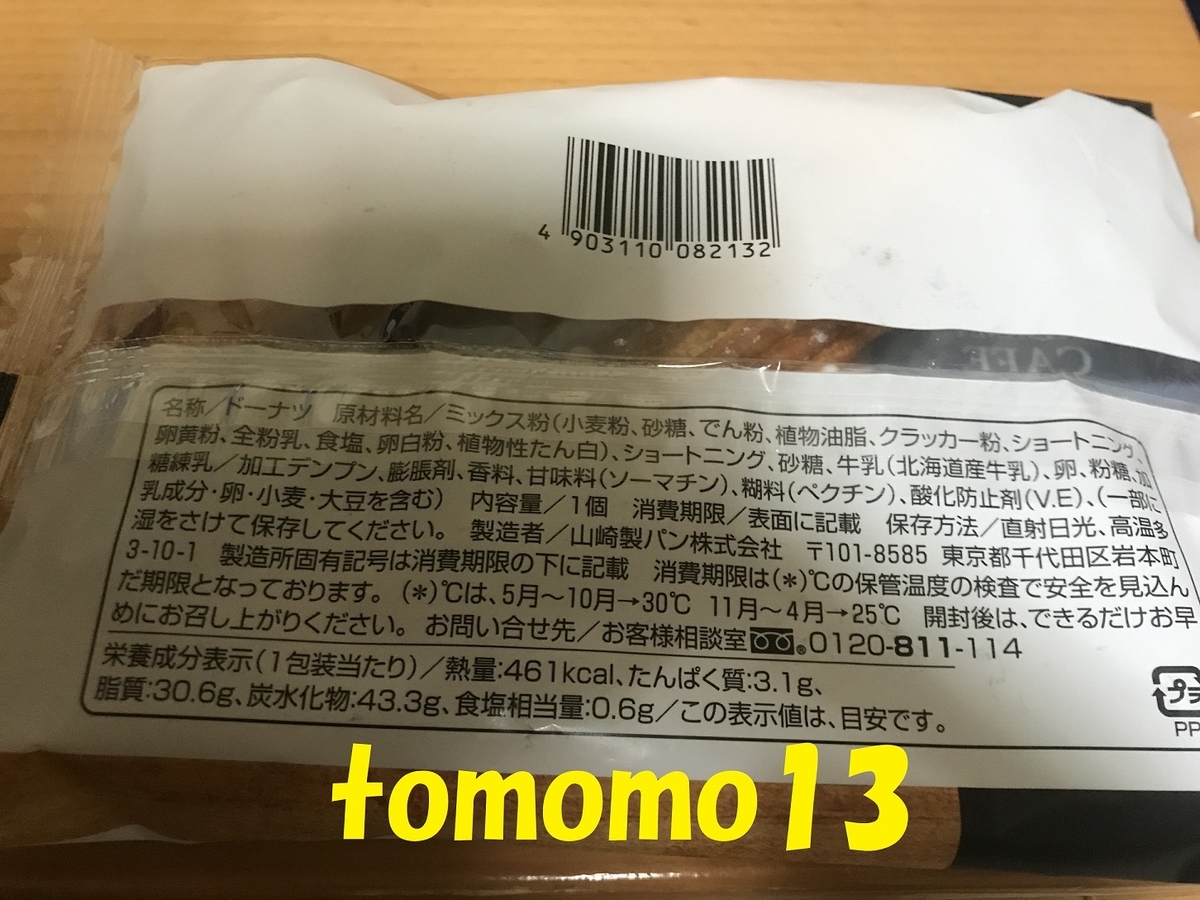 4 903110 082132
CAFE
名称/ドーナツ 原材料名/ミックス粉(小麦粉、砂糖、でん粉、植物油脂、クラッカー粉、ショートニング、
卵黄粉、全粉乳、食塩、卵白粉、植物性たん白)、ショートニング、砂糖、牛乳(北海道産牛乳)、卵、粉糖、加
糖練乳/加工デンプン、膨脹剤、香料、甘味料(ソーマチン)、糊料(ペクチン)、酸化防止剤(V.E)、(一部に
乳成分・卵・小麦・大豆を含む) 内容量/1個 消費期限/表面に記載 保存方法/直射日光、高温多
湿をさけて保存してください。 製造者/山崎製パン株式会社 〒101-8585 東京都千代田区岩本町
3-10-1 製造所固有記号は消費期限の下に記載 消費期限は(*)℃の保管温度の検査で安全を見込ん
だ期限となっております。(*)℃は、5月～10月→30℃ 11月～4月→25℃ 開封後は、できるだけお早
めにお召し上がりください。 お問い合せ先/お客様相談室 ®0120-811-114
栄養成分表示(1包装当たり)/熱量:461kcal、たんぱく質:3.1g、
脂質:30.6g、炭水化物:43.3g、食塩相当量:0.6g/この表示値は、目安です。
プラ
PP
tomomo13